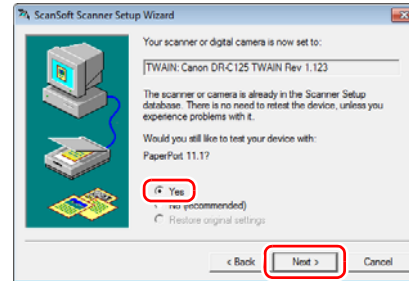 ScanSoft Scanner Setup Wizard
Your scanner or digital camera is now set to:
TWAIN: Canon DR-C125 TWAIN Rev 1.123
The scanner or camera is already in the Scanner Setup
database. There is no need to retest the device, unless you
experience problems with it.
Would you still like to test your device with:
PaperPort 11.1?
Yes
No (recommended)
Restore original settings
< Back
Next >
Cancel